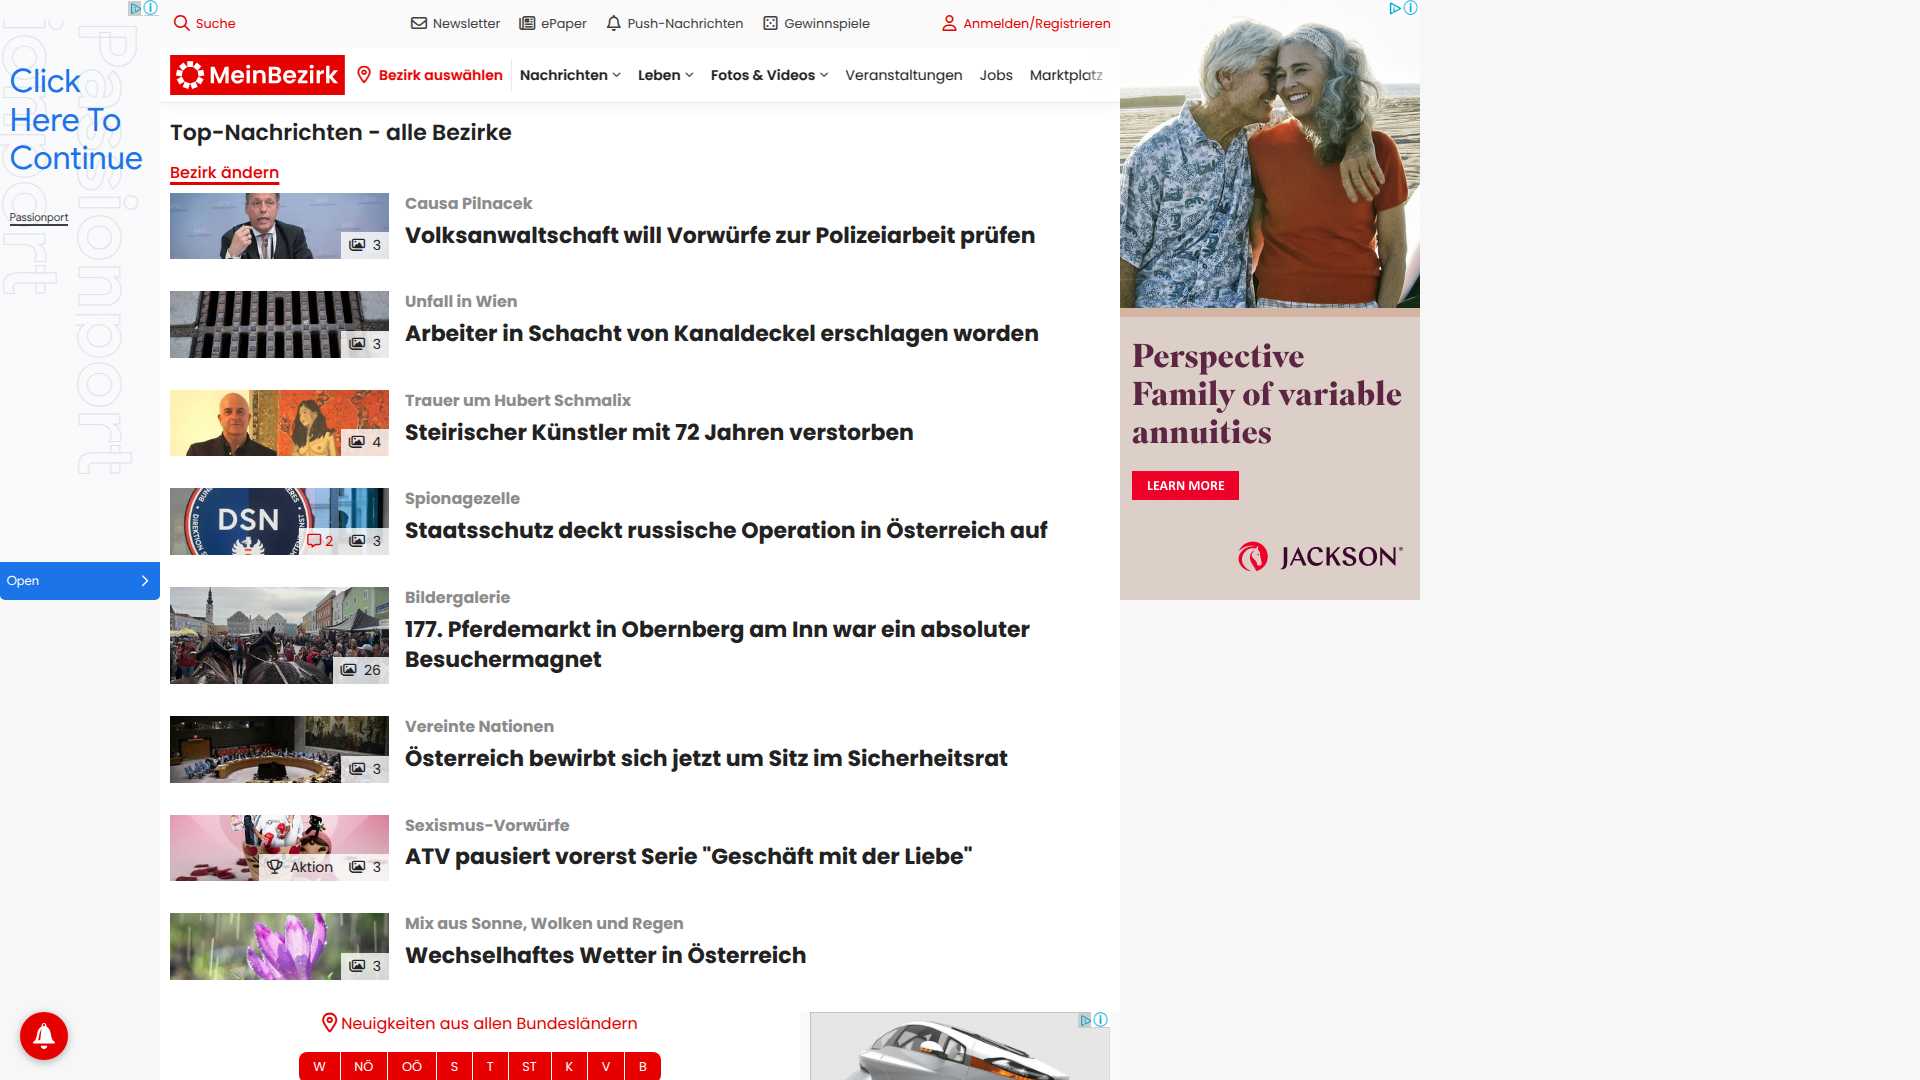 Suche
Newsletter
ePaper
Push-Nachrichten
Gewinnspiele
Anmelden/Registrieren
MeinBezirk
Bezirk auswählen
Nachrichten
Leben
Fotos & Videos
Veranstaltungen
Jobs
Marktplatz
Click
Here To
Continue
Passionport
Passionport
Open
Top-Nachrichten - alle Bezirke
Bezirk ändern
Causa Pilnacek
Volksanwaltschaft will Vorwürfe zur Polizeiarbeit prüfen
3
Unfall in Wien
Arbeiter in Schacht von Kanaldeckel erschlagen worden
3
Trauer um Hubert Schmalix
Steirischer Künstler mit 72 Jahren verstorben
4
Spionagezelle
Staatsschutz deckt russische Operation in Österreich auf
DSN
2
3
Bildergalerie
177. Pferdemarkt in Obernberg am Inn war ein absoluter
Besuchermagnet
26
Vereinte Nationen
Österreich bewirbt sich jetzt um Sitz im Sicherheitsrat
3
Sexismus-Vorwürfe
ATV pausiert vorerst Serie "Geschäft mit der Liebe"
Aktion
3
Mix aus Sonne, Wolken und Regen
Wechselhaftes Wetter in Österreich
3
Neuigkeiten aus allen Bundesländern
W NÖ OÖ S T ST K V B
Perspective
Family of variable
annuities
LEARN MORE
JACKSON®